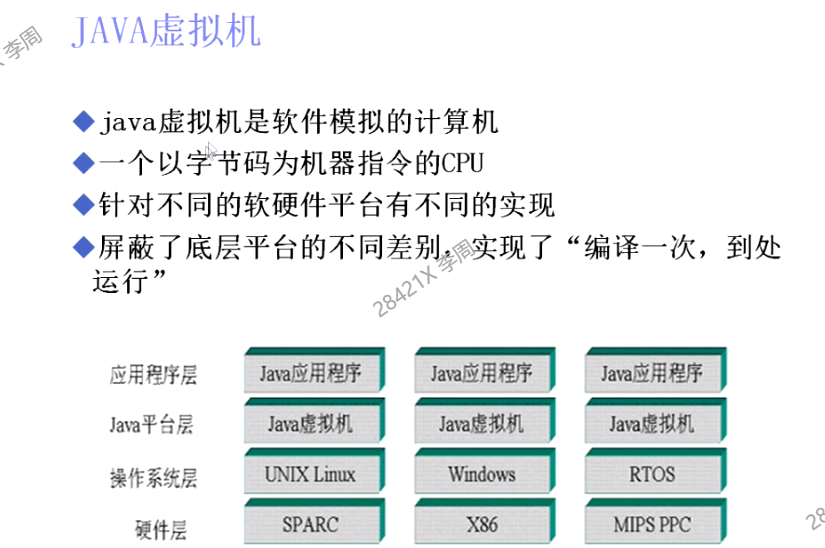 JAVA虚拟机
李周
java虚拟机是软件模拟的计算机
一个以字节码为机器指令的CPU
针对不同的软硬件平台有不同的实现
屏蔽了底层平台的不同差别，实现了“编译一次，到处
运行”
28421X 李周
应用程序层 Java应用程序 Java应用程序 Java应用程序
Java平台层 Java虚拟机 Java虚拟机 Java虚拟机
操作系统层 UNIX Linux Windows RTOS
硬件层 SPARC X86 MIPS PPC
28